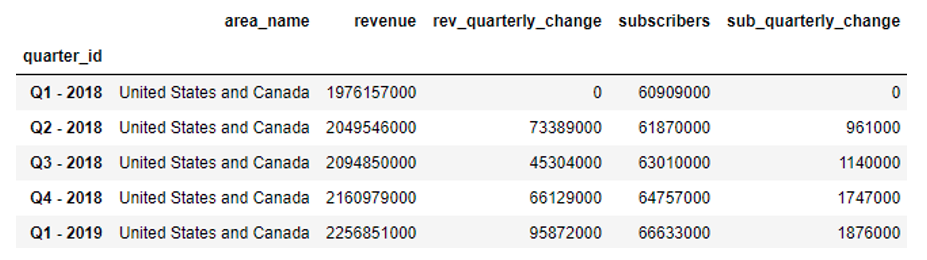 area_name revenue rev_quarterly_change subscribers sub_quarterly_change
quarter_id
Q1 - 2018 United States and Canada 1976157000 0 60909000 0
Q2 - 2018 United States and Canada 2049546000 73389000 61870000 961000
Q3 - 2018 United States and Canada 2094850000 45304000 63010000 1140000
Q4 - 2018 United States and Canada 2160979000 66129000 64757000 1747000
Q1 - 2019 United States and Canada 2256851000 95872000 66633000 1876000